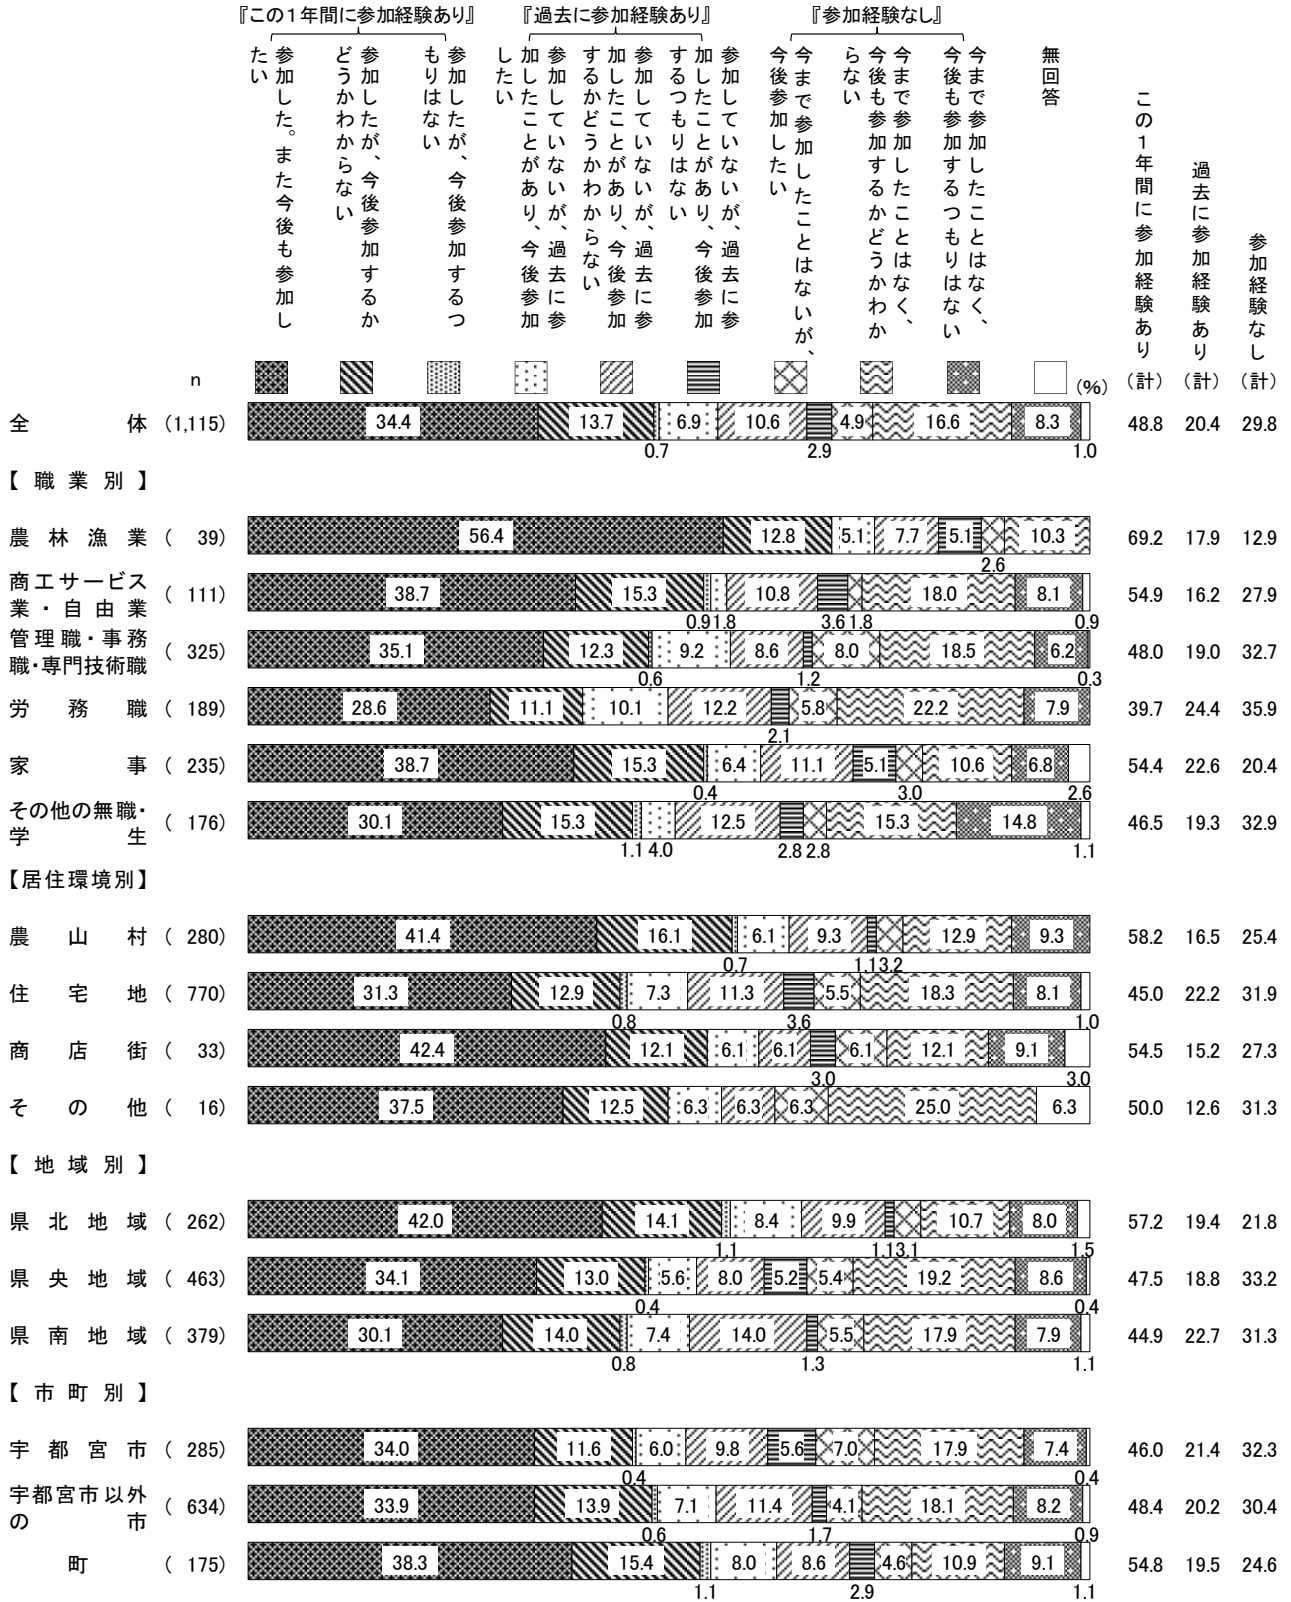 『この１年間に参加経験あり』 『過去に参加経験あり』 『参加経験なし』
参加した。また今後も参加し
たい
参加したが、今後参加するか
どうかわからない
参加したが、今後参加するつ
もりはない
参加していないが、過去に参
加したことがあり、今後参加
したい
参加していないが、過去に参
加したことがあり、今後参加
するかどうかわからない
参加していないが、過去に参
加したことがあり、今後参加
するつもりはない
今まで参加したことはないが、
今後参加したい
今まで参加したことはなく、
今後も参加するかどうかわか
らない
今まで参加したことはなく、
今後も参加するつもりはない
無回答
この１年間に参加経験あり（計）
過去に参加経験あり（計）
参加経験なし（計）
n (%)
全体 (1,115) 34.4 13.7 0.7 6.9 10.6 2.9 4.9 16.6 8.3 1.0 48.8 20.4 29.8
【 職 業 別 】
農林漁業 ( 39) 56.4 12.8 5.1 7.7 5.1 2.6 10.3 69.2 17.9 12.9
商工サービス
業・自由業 ( 111) 38.7 15.3 0.9 1.8 10.8 3.6 1.8 18.0 8.1 0.9 54.9 16.2 27.9
管理職・事務
職・専門技術職 ( 325) 35.1 12.3 0.6 9.2 8.6 1.2 8.0 18.5 6.2 0.3 48.0 19.0 32.7
労務職 ( 189) 28.6 11.1 10.1 12.2 2.1 5.8 22.2 7.9 39.7 24.4 35.9
家事 ( 235) 38.7 15.3 0.4 6.4 11.1 5.1 3.0 10.6 6.8 2.6 54.4 22.6 20.4
その他の無職・
学生 ( 176) 30.1 15.3 1.1 4.0 12.5 2.8 2.8 15.3 14.8 1.1 46.5 19.3 32.9
【居住環境別】
農山村 ( 280) 41.4 16.1 0.7 6.1 9.3 1.1 3.2 12.9 9.3 58.2 16.5 25.4
住宅地 ( 770) 31.3 12.9 0.8 7.3 11.3 3.6 5.5 18.3 8.1 1.0 45.0 22.2 31.9
商店街 ( 33) 42.4 12.1 6.1 6.1 3.0 6.1 12.1 9.1 3.0 54.5 15.2 27.3
その他 ( 16) 37.5 12.5 6.3 6.3 6.3 25.0 6.3 50.0 12.6 31.3
【 地 域 別 】
県北地域 ( 262) 42.0 14.1 1.1 8.4 9.9 1.1 3.1 10.7 8.0 1.5 57.2 19.4 21.8
県央地域 ( 463) 34.1 13.0 0.4 5.6 8.0 5.2 5.4 19.2 8.6 0.4 47.5 18.8 33.2
県南地域 ( 379) 30.1 14.0 0.8 7.4 14.0 1.3 5.5 17.9 7.9 1.1 44.9 22.7 31.3
【 市 町 別 】
宇都宮市 ( 285) 34.0 11.6 0.4 6.0 9.8 5.6 7.0 17.9 7.4 0.4 46.0 21.4 32.3
宇都宮市以外
の市 ( 634) 33.9 13.9 0.6 7.1 11.4 1.7 4.1 18.1 8.2 0.9 48.4 20.2 30.4
町 ( 175) 38.3 15.4 1.1 8.0 8.6 2.9 4.6 10.9 9.1 1.1 54.8 19.5 24.6